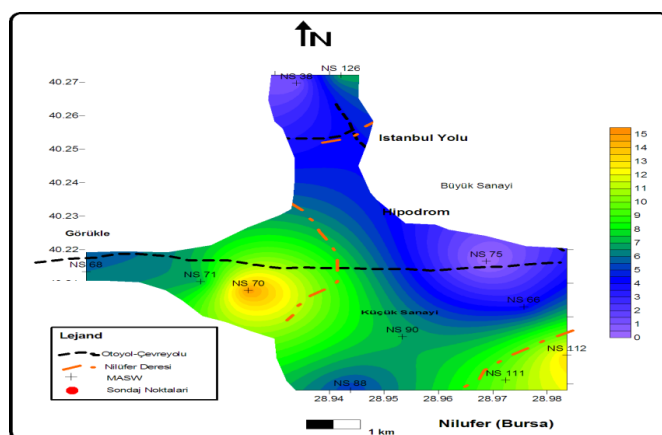 N
NS 38
NS 126
40.27
40.26
Istanbul Yolu
40.25
Büyük Sanayi
Hipodrom
40.23
Görükle
40.22
NS 68
NS 71
NS 70
NS 75
NS 66
Küçük Sanayi
NS 90
NS 112
NS 111
NS 88
15
14
13
12
11
10
9
8
7
6
5
4
3
2
1
0
Lejand
Otoyol-Çevreyolu
Nilüfer Deresi
MASW
Sondaj Noktalari
28.94
28.95
28.96
28.97
28.98
1 km
Nilufer (Bursa)